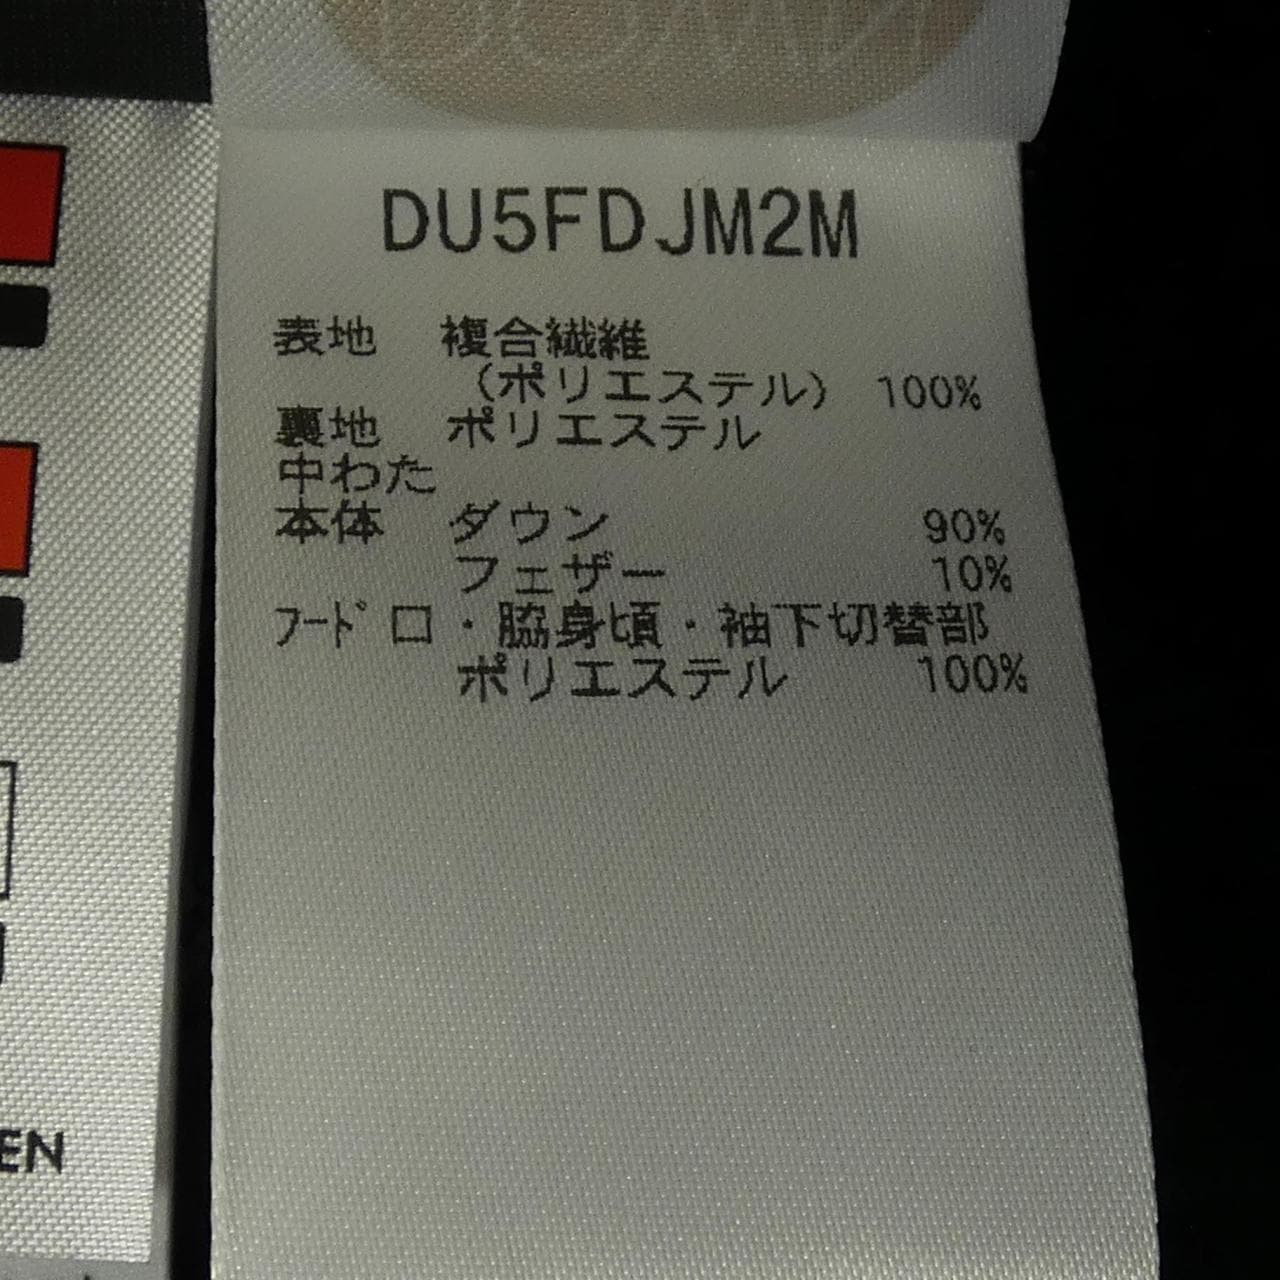 DU5FDJM2M
表地 複合繊維
(ポリエステル) 100%
裏地 ポリエステル
中わた
本体 ダウン 90%
フェザー 10%
ﾌｰﾄﾞ口・脇身頃・袖下切替部
ポリエステル 100%
EN